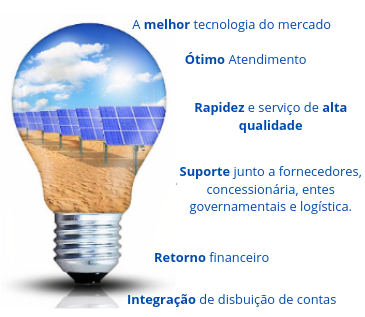 A melhor tecnologia do mercado
Ótimo Atendimento
Rapidez e serviço de alta
qualidade
Suporte junto a fornecedores,
concessionária, entes
governamentais e logística.
Retorno financeiro
Integração de disbuição de contas